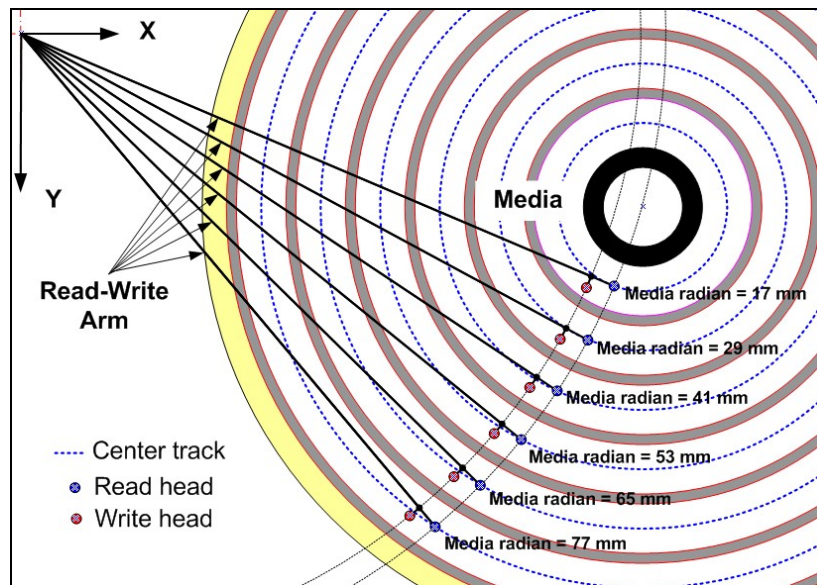 X
Y
Media
Read-Write
Arm
Media radian = 17 mm
Media radian = 29 mm
Media radian = 41 mm
Media radian = 53 mm
Media radian = 65 mm
Media radian = 77 mm
Center track
Read head
Write head